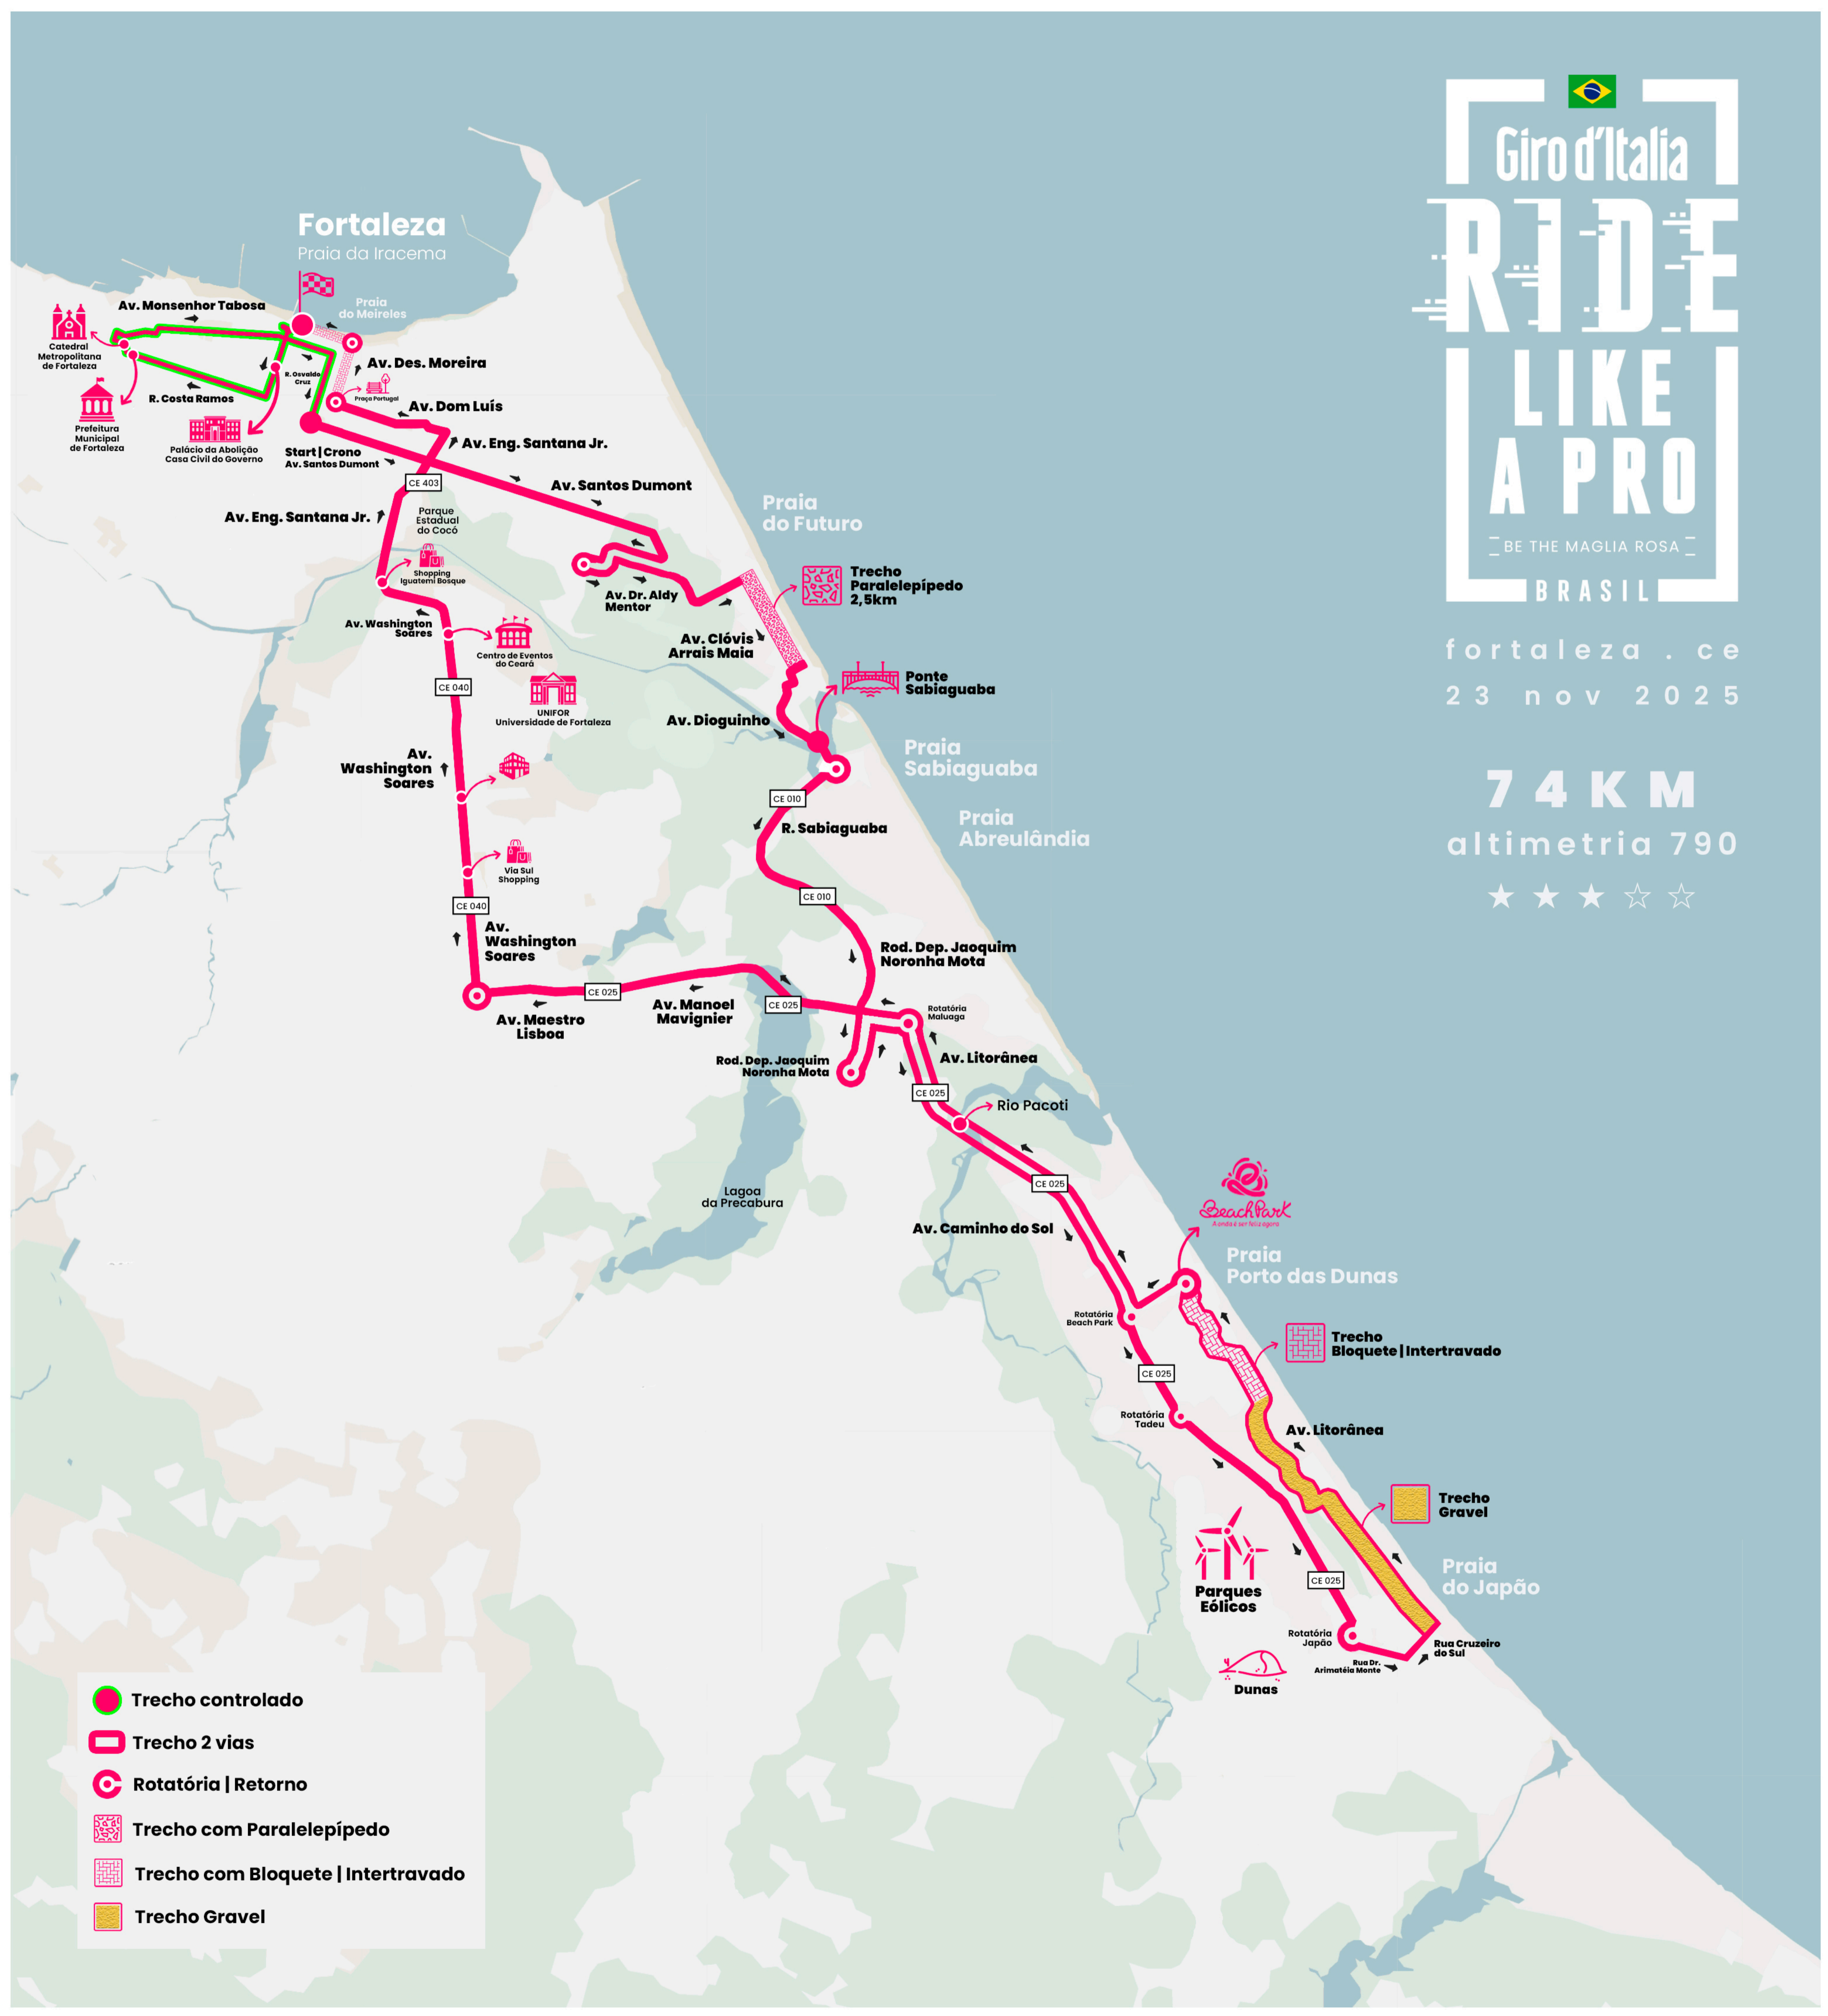 Giro d'Italia
RIDE
LIKE
A PRO
BE THE MAGLIA ROSA
BRASIL
fortaleza . ce
23 nov 2025
74KM
altimetria 790
Fortaleza
Praia da Iracema
Praia
do Meireles
Av. Monsenhor Tabosa
Catedral
Metropolitana
de Fortaleza
Prefeitura
Municipal
de Fortaleza
R. Costa Ramos
Palácio da Abolição
Casa Civil do Governo
R. Osvaldo
Cruz
Av. Des. Moreira
Praça Portugal
Av. Dom Luís
Start | Crono
Av. Santos Dumont
Av. Eng. Santana Jr.
CE 403
Av. Santos Dumont
Av. Eng. Santana Jr.
Parque
Estadual
do Cocó
Praia
do Futuro
Shopping
Iguatemi Bosque
Trecho
Paralelepípedo
2,5km
Av. Dr. Aldy
Mentor
Av. Washington
Soares
Av. Clóvis
Arrais Maia
Centro de Eventos
do Ceará
CE 040
UNIFOR
Universidade de Fortaleza
Ponte
Sabiaguaba
Av. Dioguinho
Praia
Sabiaguaba
Av.
Washington
Soares
CE 010
R. Sabiaguaba
Praia
Abreulândia
Via Sul
Shopping
CE 040
CE 010
Av.
Washington
Soares
Rod. Dep. Jaoquim
Noronha Mota
CE 025
CE 025
Av. Maestro
Lisboa
Av. Manoel
Mavignier
Rotatória
Maluaga
Av. Litorânea
Rod. Dep. Jaoquim
Noronha Mota
CE 025
Rio Pacoti
CE 025
Lagoa
da Precabura
Av. Caminho do Sol
BeachPark
A onda é ser feliz agora
Praia
Porto das Dunas
Rotatória
Beach Park
Trecho
Bloquete | Intertravado
CE 025
Rotatória
Tadeu
Av. Litorânea
Trecho
Gravel
Parques
Eólicos
CE 025
Praia
do Japão
Rotatória
Japão
Rua Cruzeiro
do Sul
Rua Dr.
Arimatéia Monte
Dunas
Trecho controlado
Trecho 2 vias
Rotatória | Retorno
Trecho com Paralelepípedo
Trecho com Bloquete | Intertravado
Trecho Gravel